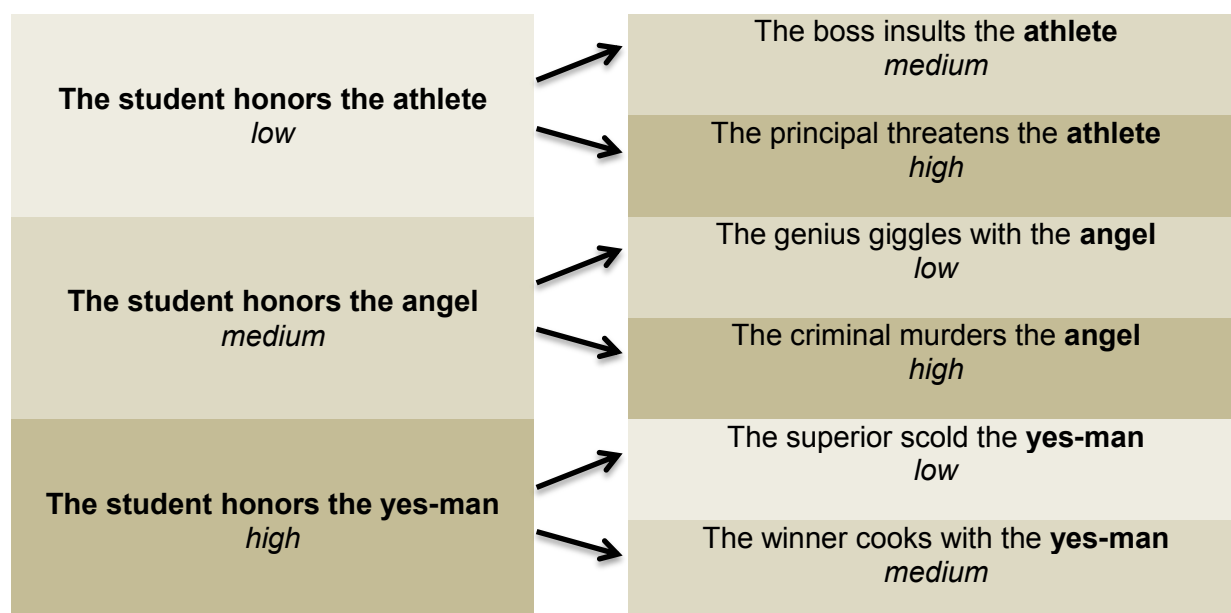 The student honors the athlete
low
The student honors the angel
medium
The student honors the yes-man
high
The boss insults the athlete
medium
The principal threatens the athlete
high
The genius giggles with the angel
low
The criminal murders the angel
high
The superior scold the yes-man
low
The winner cooks with the yes-man
medium